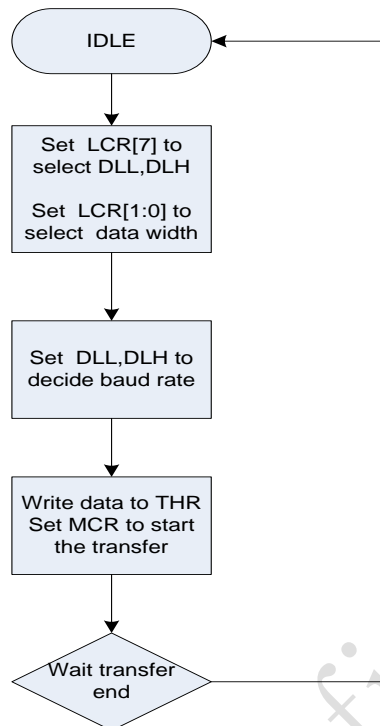 IDLE
Set LCR[7] to
select DLL,DLH
Set LCR[1:0] to
select data width
Set DLL,DLH to
decide baud rate
Write data to THR
Set MCR to start
the transfer
Wait transfer
end